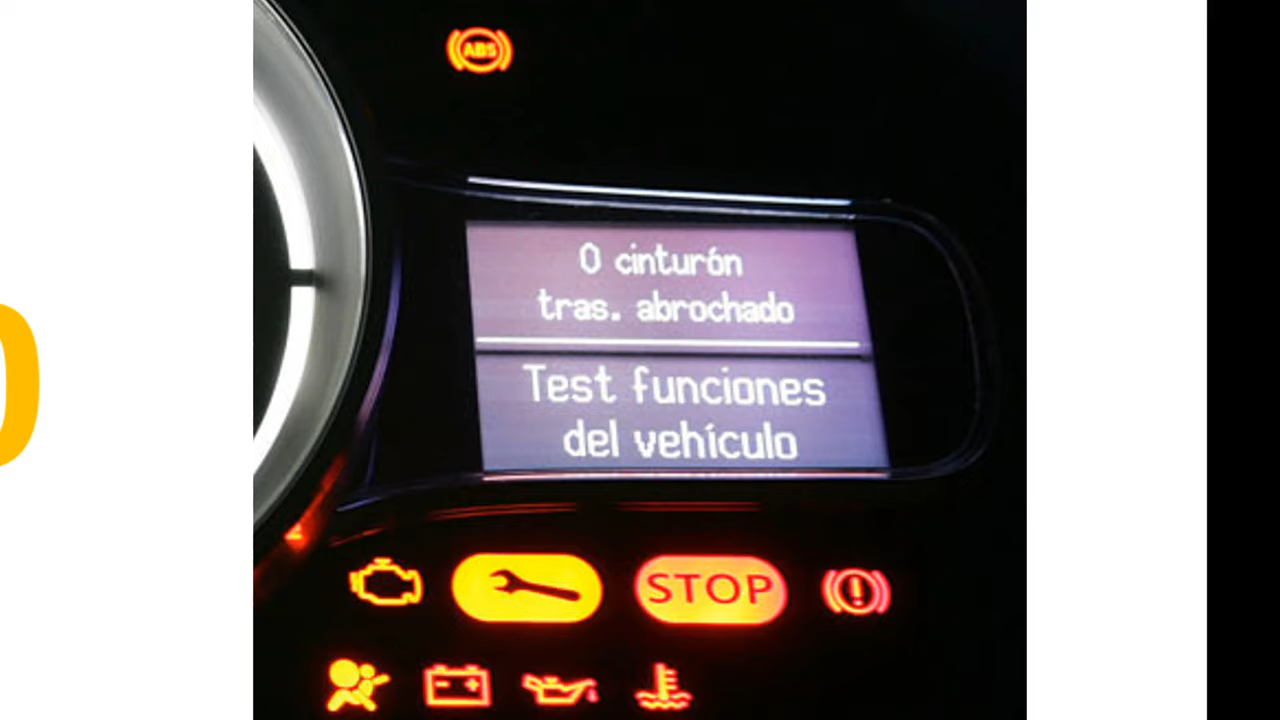 ABS
0 cinturón
tras. abrochado
Test funciones
del vehículo
STOP